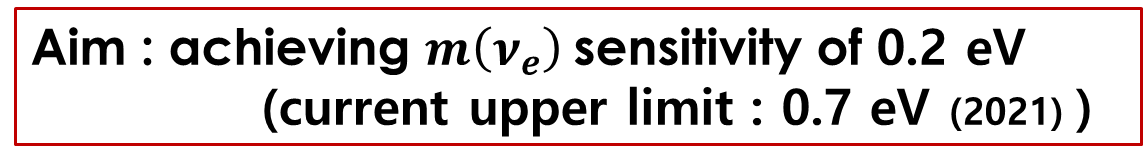 Aim : achieving m(νₑ) sensitivity of 0.2 eV
(current upper limit : 0.7 eV (2021) )